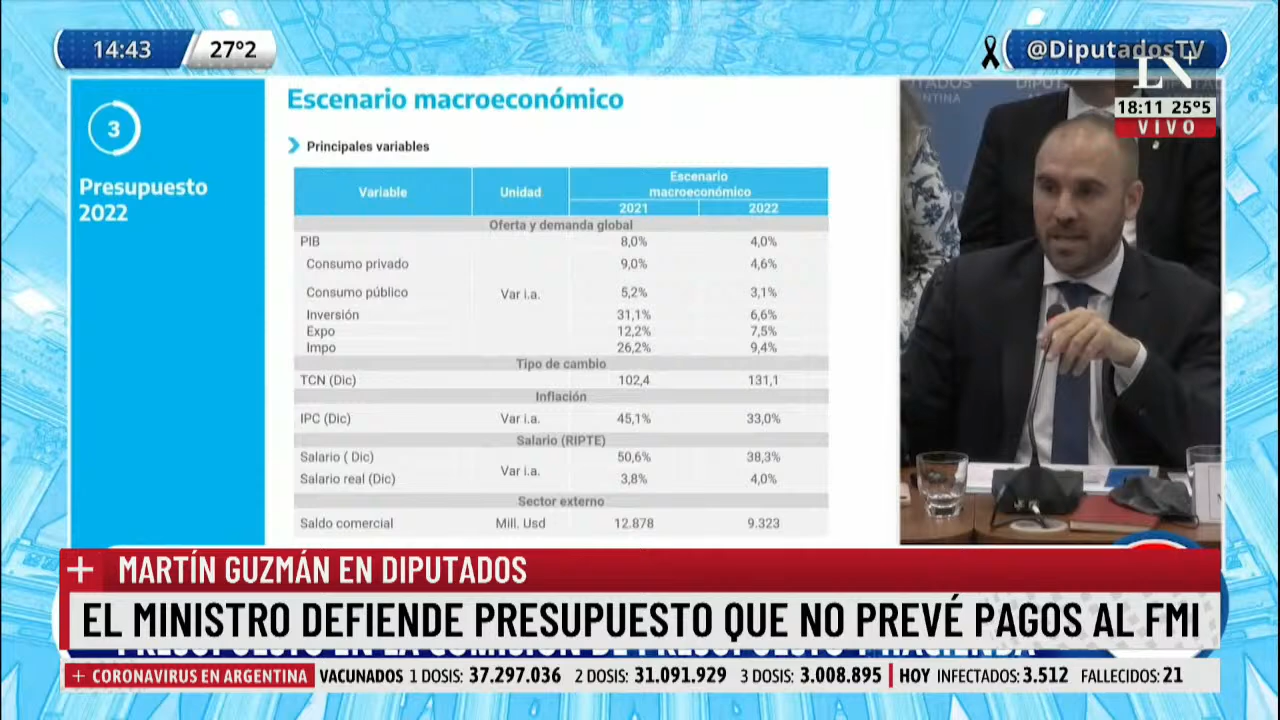 14:43
27°2
@DiputadosTV
LN+
18:11 25°5
VIVO
3
Presupuesto
2022
Escenario macroeconómico
Principales variables
Variable Unidad Escenario
macroeconómico
2021 2022
Oferta y demanda global
PIB 8,0% 4,0%
Consumo privado 9,0% 4,6%
Consumo público Var i.a. 5,2% 3,1%
Inversión 31,1% 6,6%
Expo 12,2% 7,5%
Impo 26,2% 9,4%
Tipo de cambio
TCN (Dic) 102,4 131,1
Inflación
IPC (Dic) Var i.a. 45,1% 33,0%
Salario (RIPTE)
Salario ( Dic) 50,6% 38,3%
Var i.a.
Salario real (Dic) 3,8% 4,0%
Sector externo
Saldo comercial Mill. Usd 12.878 9.323
+ MARTÍN GUZMÁN EN DIPUTADOS
EL MINISTRO DEFIENDE PRESUPUESTO QUE NO PREVÉ PAGOS AL FMI
+ CORONAVIRUS EN ARGENTINA VACUNADOS 1 DOSIS: 37.297.036 2 DOSIS: 31.091.929 3 DOSIS: 3.008.895 HOY INFECTADOS: 3.512 FALLECIDOS: 21